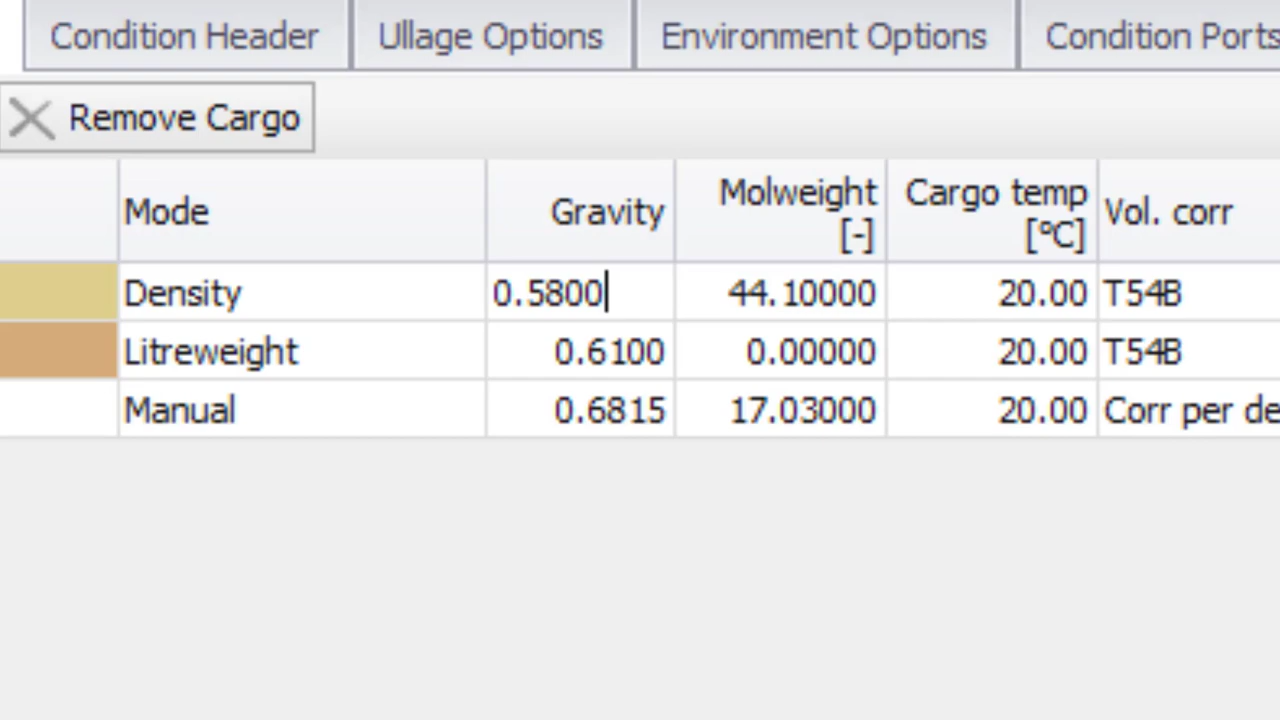 Condition Header Ullage Options Environment Options Condition Ports
Remove Cargo
Mode Gravity Molweight [-] Cargo temp [°C] Vol. corr
Density 0.5800 44.10000 20.00 T54B
Litreweight 0.6100 0.00000 20.00 T54B
Manual 0.6815 17.03000 20.00 Corr per de